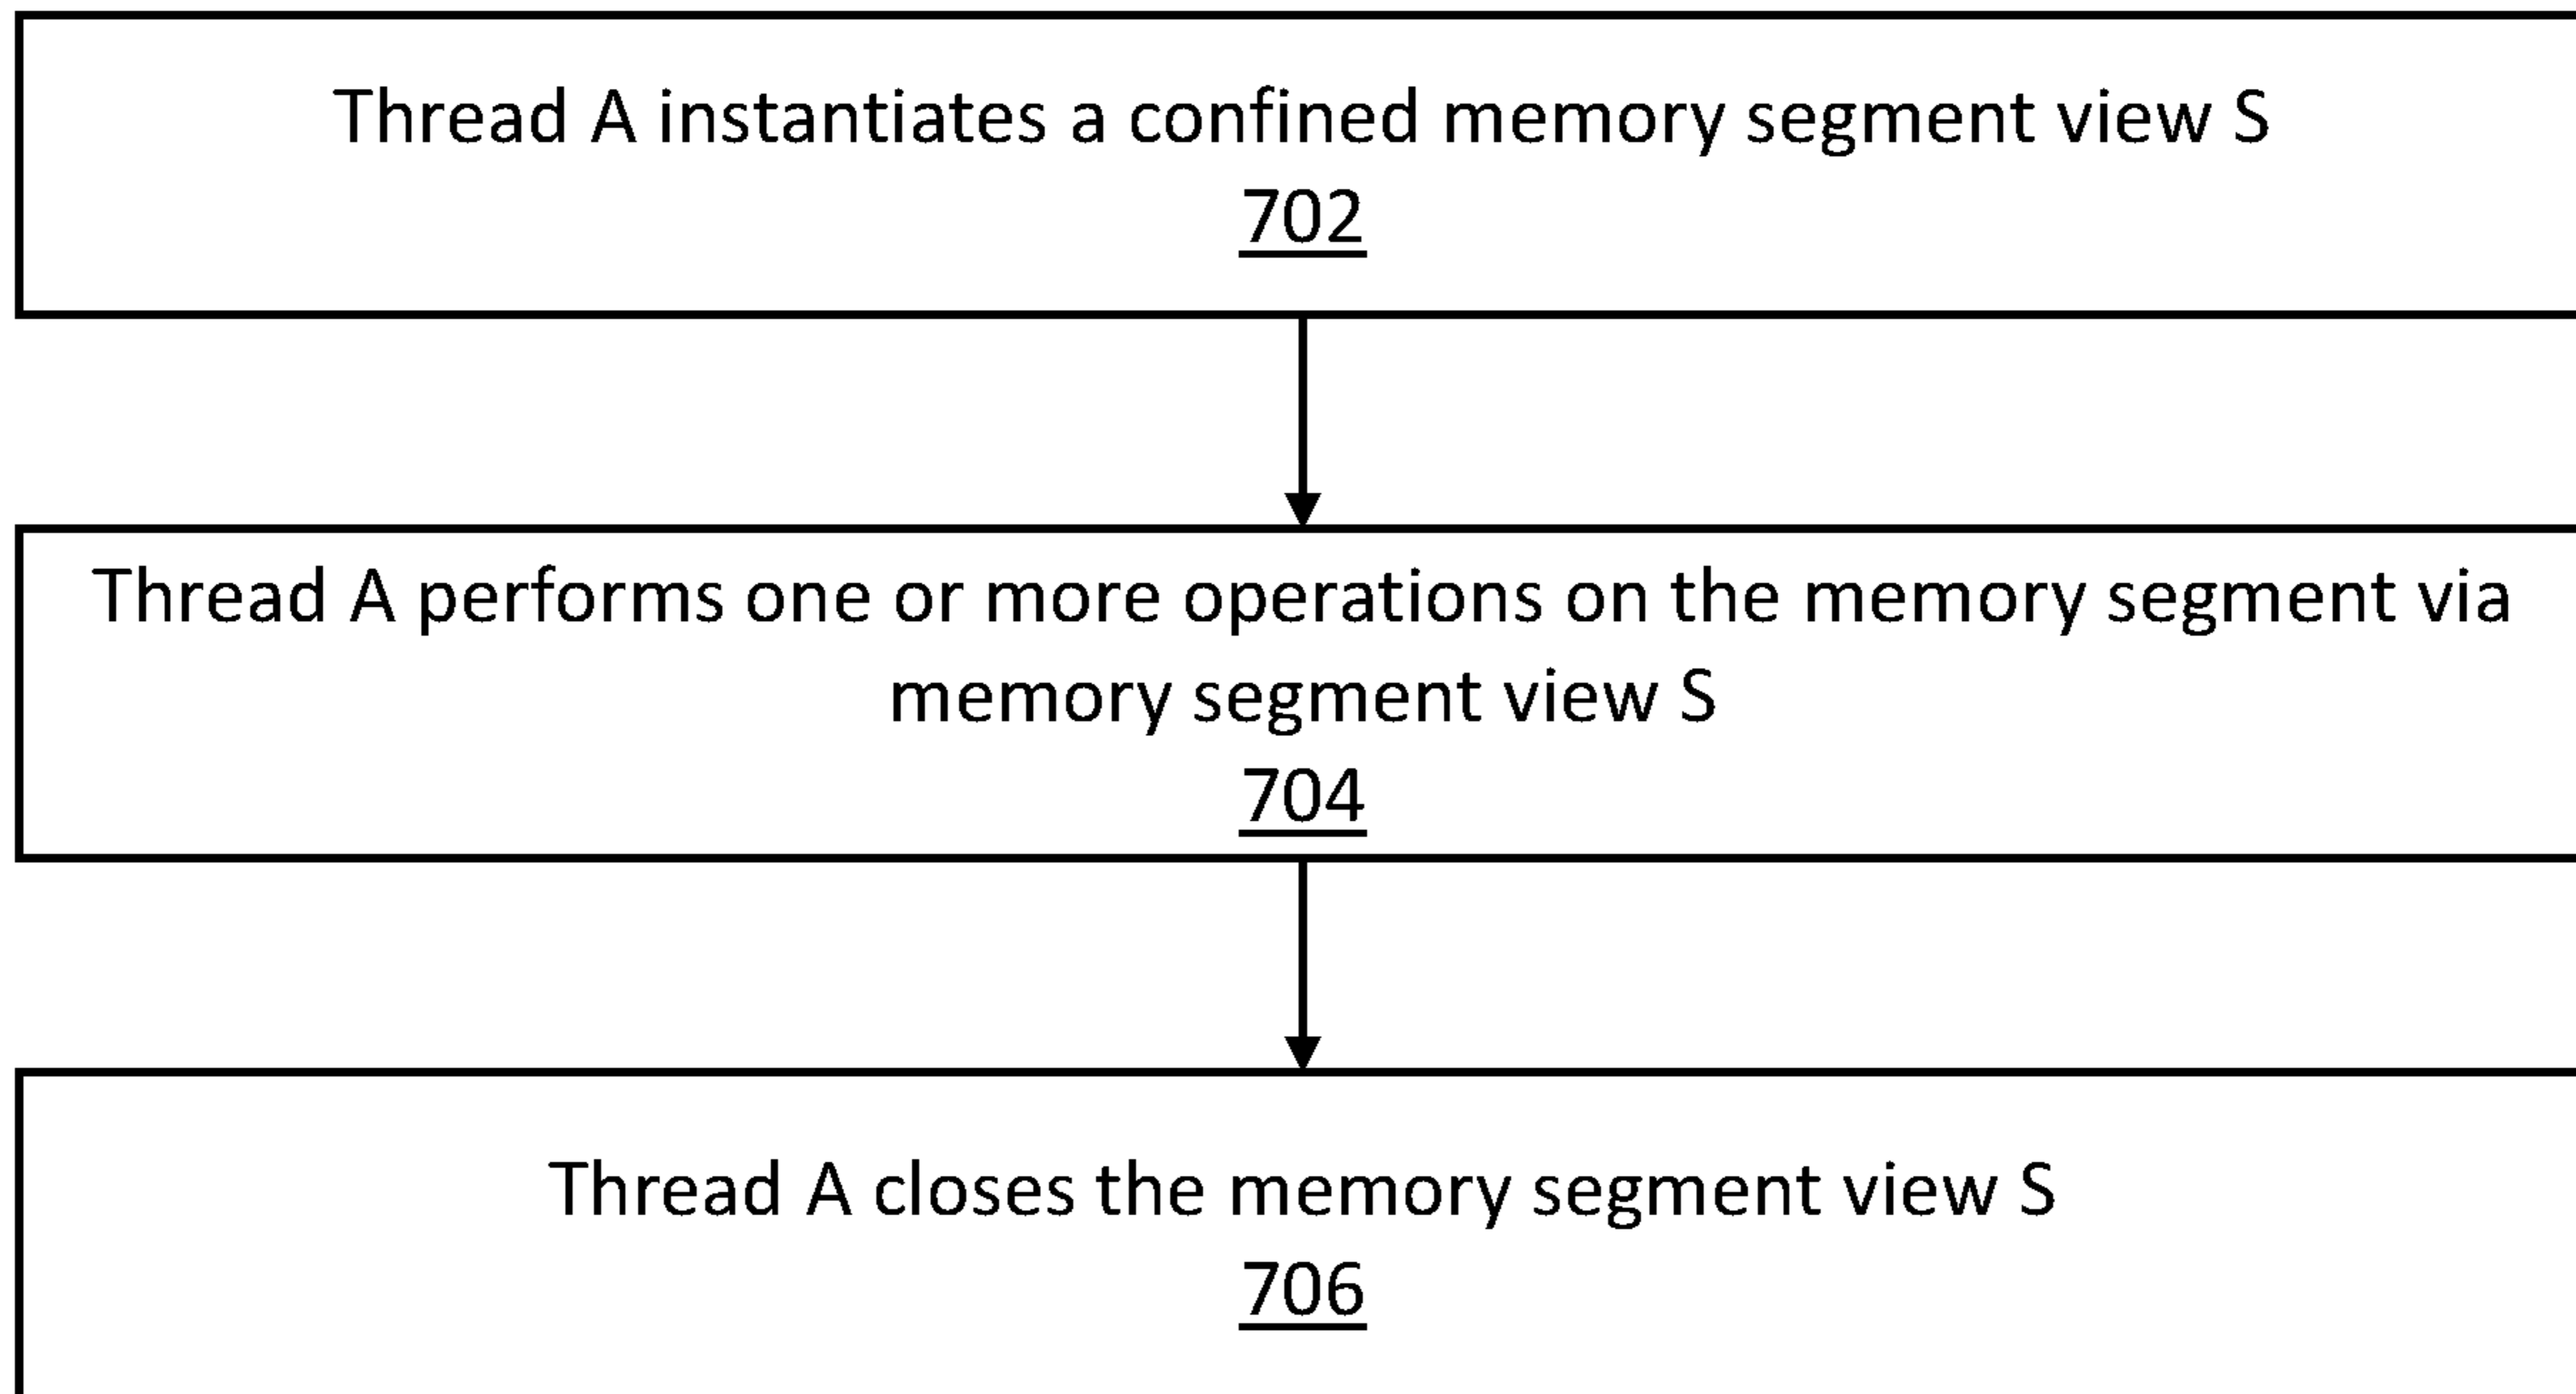 Thread A instantiates a confined memory segment view S
702
Thread A performs one or more operations on the memory segment via
memory segment view S
704
Thread A closes the memory segment view S
706